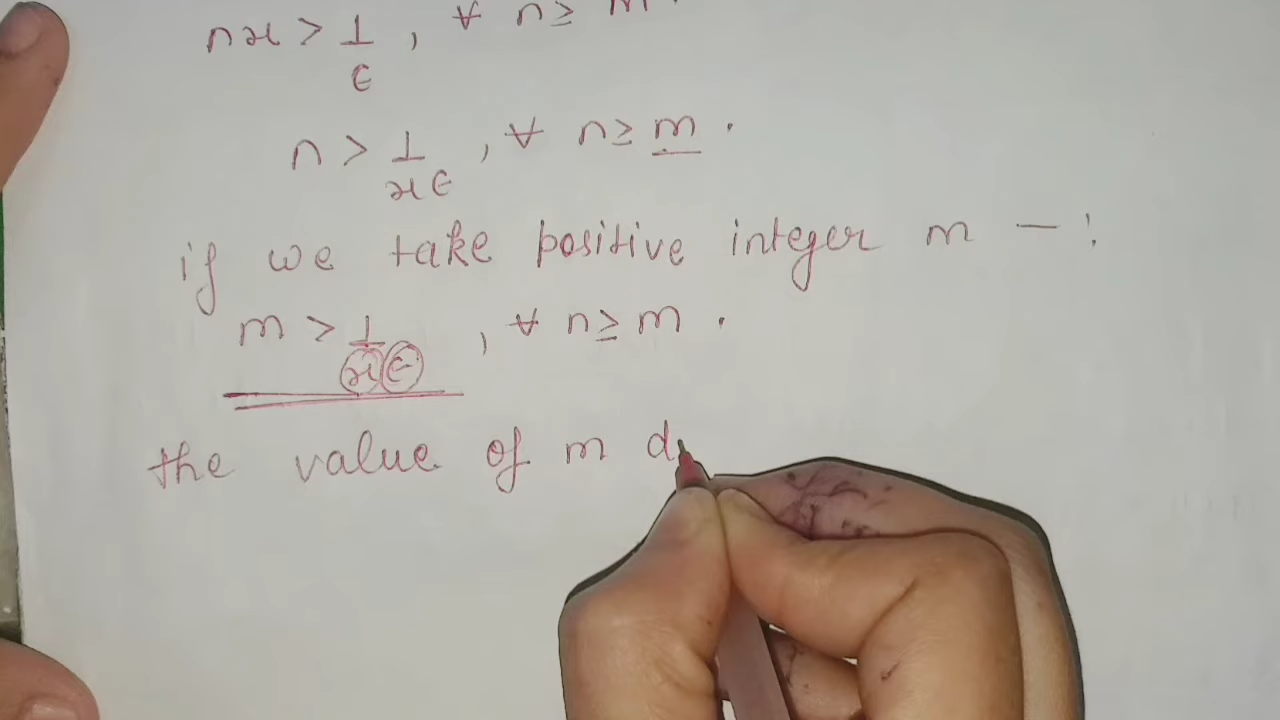 nx > 1/ϵ , ∀ n ≥ m .
n > 1/xϵ , ∀ n ≥ m .
if we take positive integer m — :
m > 1/xϵ , ∀ n ≥ m .
the value of m d